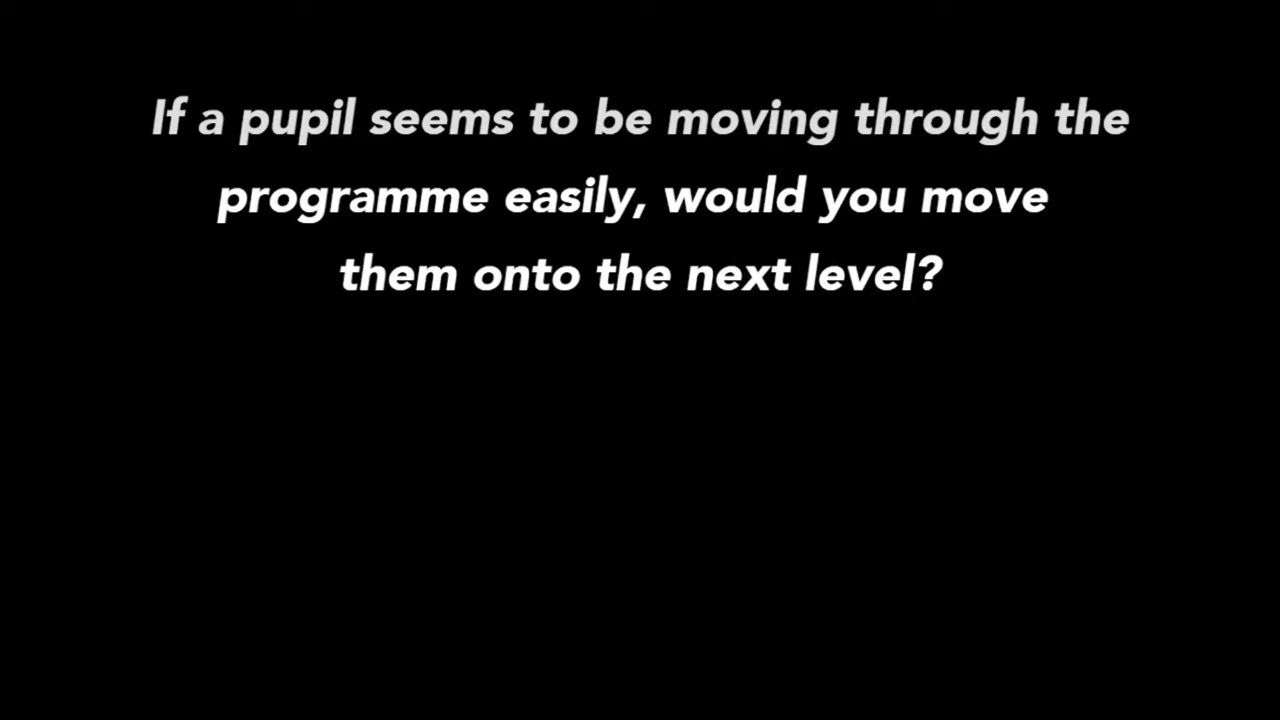 If a pupil seems to be moving through the
programme easily, would you move
them onto the next level?